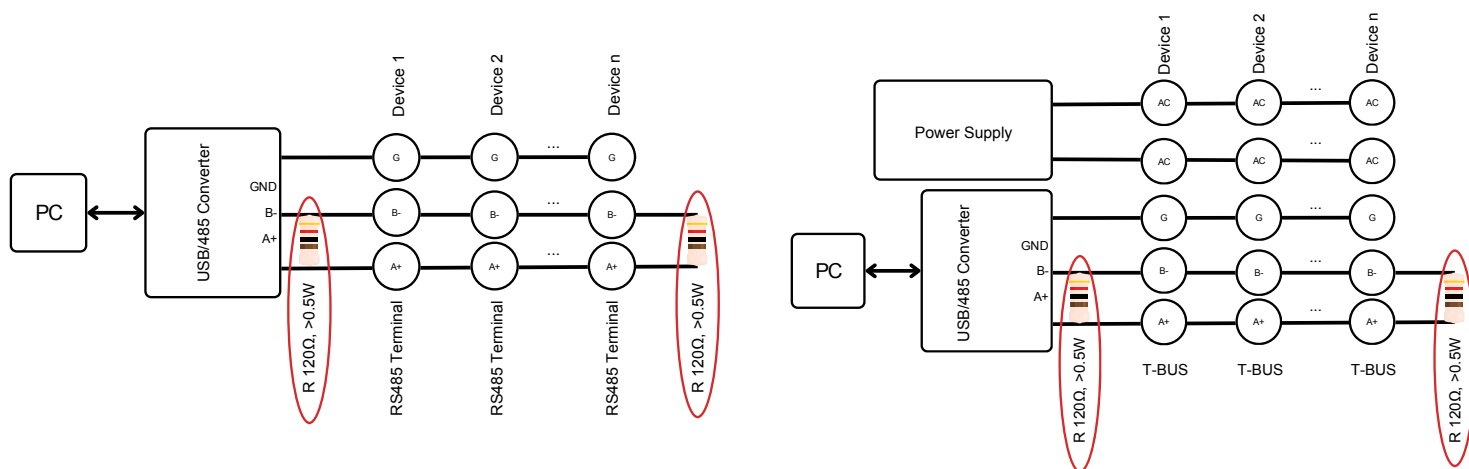 Device 1
Device 2
...
Device n
PC
USB/485 Converter
GND
B-
A+
G
G
...
G
B-
B-
...
B-
A+
A+
...
A+
R 120Ω, >0.5W
RS485 Terminal
RS485 Terminal
RS485 Terminal
R 120Ω, >0.5W
Device 1
Device 2
...
Device n
Power Supply
AC
AC
...
AC
AC
AC
AC
PC
USB/485 Converter
GND
B-
A+
G
G
G
B-
B-
...
B-
A+
A+
...
A+
R 120Ω, >0.5W
T-BUS
T-BUS
T-BUS
R 120Ω, >0.5W